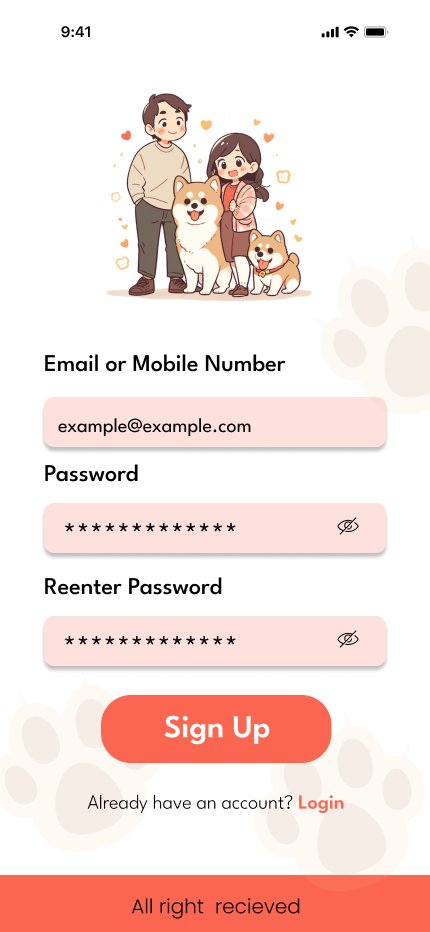 9:41
Email or Mobile Number
example@example.com
Password
*************
Reenter Password
*************
Sign Up
Already have an account? Login
All right  recieved